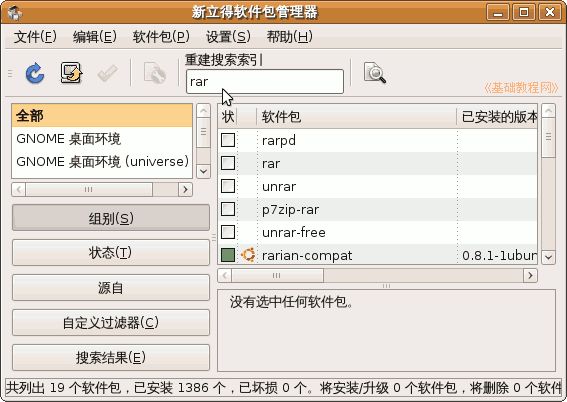 新立得软件包管理器
文件(F) 编辑(E) 软件包(P) 设置(S) 帮助(H)
重建搜索索引
rar
《基础教程网》
全部
GNOME 桌面环境
GNOME 桌面环境 (universe)
组别(S)
状态(T)
源自
自定义过滤器(C)
搜索结果(E)
状 软件包 已安装的版本
rarpd
rar
unrar
p7zip-rar
unrar-free
rarian-compat 0.8.1-1ubun
没有选中任何软件包。
共列出 19 个软件包，已安装 1386 个，已损坏 0 个。将安装/升级 0 个软件包，将删除 0 个软件